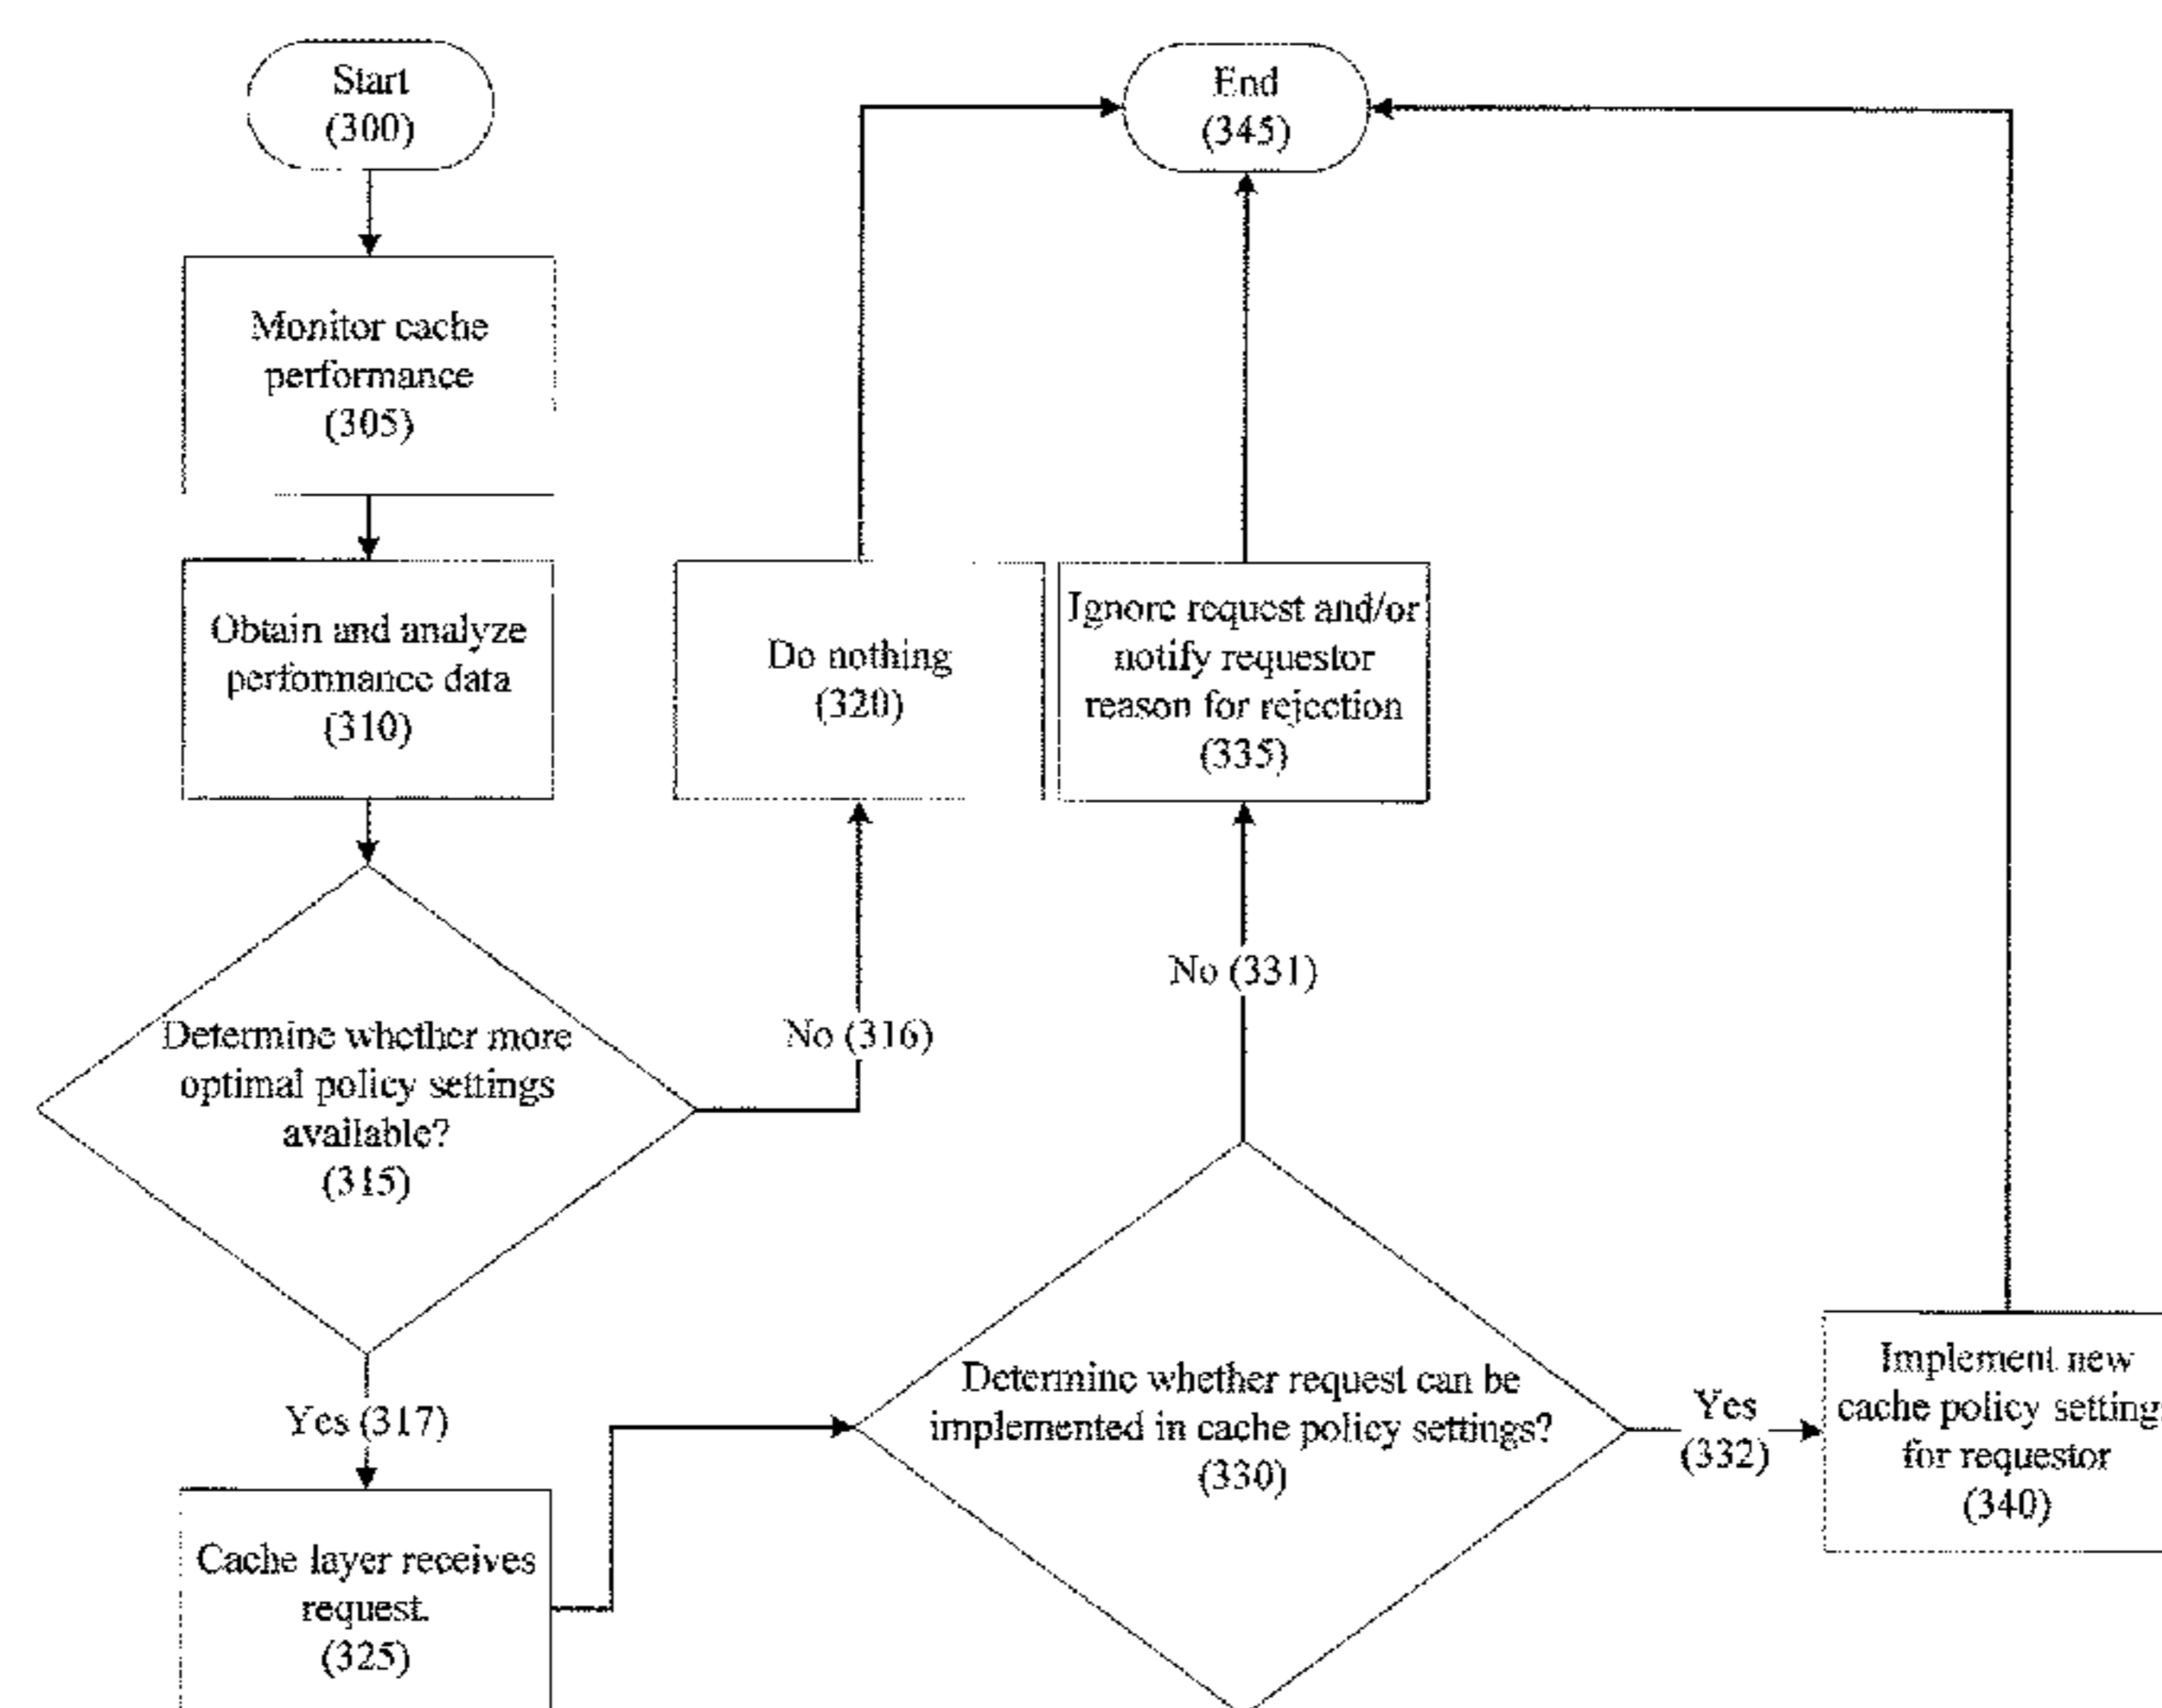 Start
(300)
Monitor cache
performance
(305)
Obtain and analyze
performance data
(310)
Determine whether more
optimal policy settings
available?
(315)
No (316)
Do nothing
(320)
Yes (317)
Cache layer receives
request.
(325)
Determine whether request can be
implemented in cache policy settings?
(330)
No (331)
Ignore request and/or
notify requestor
reason for rejection
(335)
Yes
(332)
Implement new
cache policy settings
for requestor
(340)
End
(345)